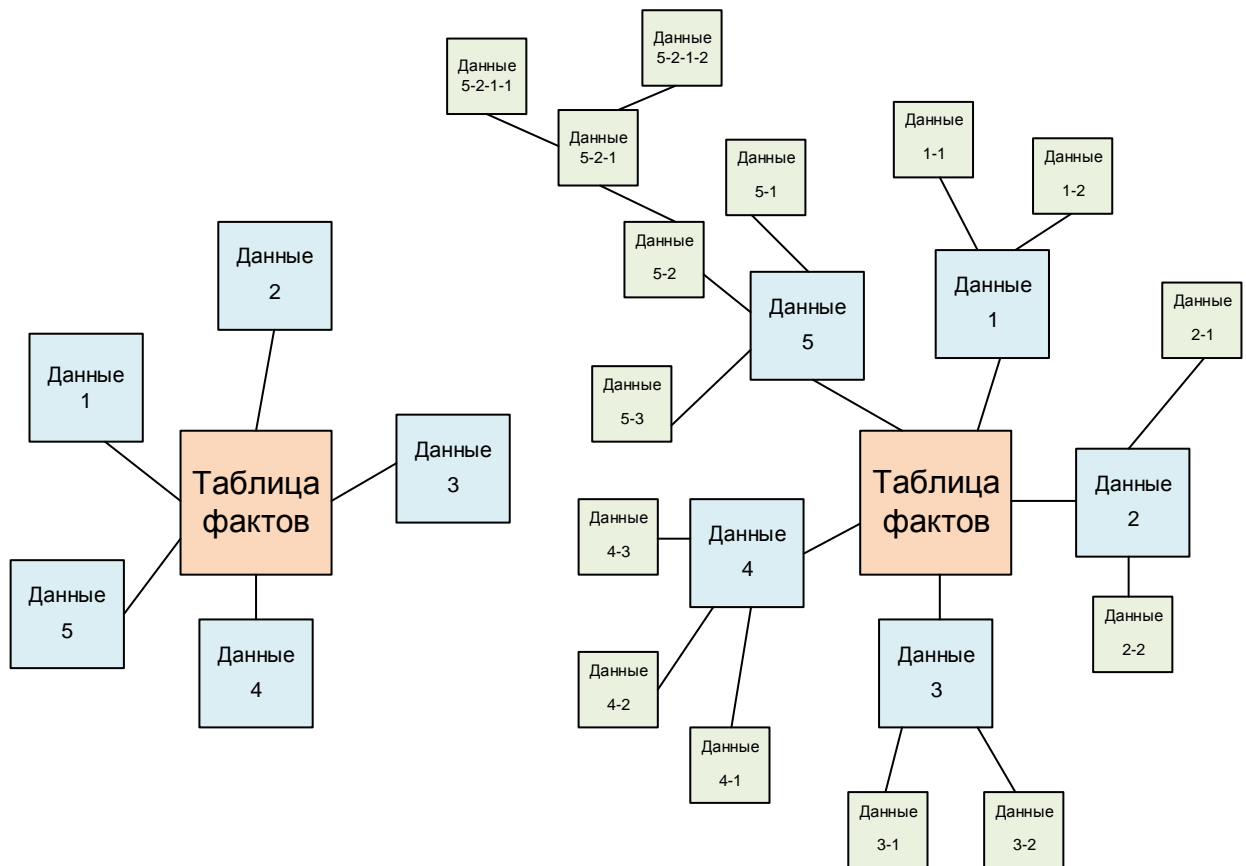 Данные
2
Данные
1
Данные
3
Таблица
фактов
Данные
5
Данные
4
Данные
5-2-1-1
Данные
5-2-1-2
Данные
5-2-1
Данные
5-1
Данные
5-2
Данные
5
Данные
5-3
Данные
1-1
Данные
1-2
Данные
1
Данные
2-1
Данные
2
Данные
2-2
Таблица
фактов
Данные
4-3
Данные
4
Данные
4-2
Данные
4-1
Данные
3
Данные
3-1
Данные
3-2